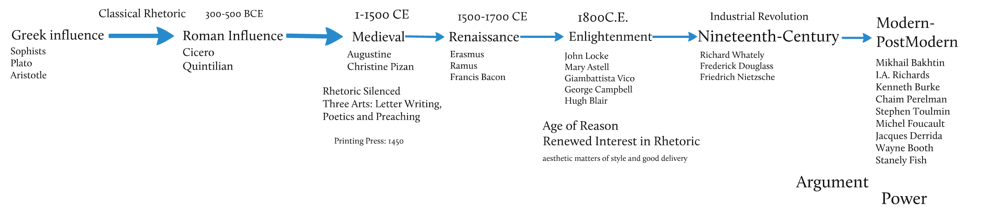 Classical Rhetoric
300-500 BCE
Greek influence
Sophists
Plato
Aristotle
Roman Influence
Cicero
Quintilian
1-1500 CE
Medieval
Augustine
Christine Pizan
Rhetoric Silenced
Three Arts: Letter Writing,
Poetics and Preaching
Printing Press: 1450
1500-1700 CE
Renaissance
Erasmus
Ramus
Francis Bacon
1800C.E.
Enlightenment
John Locke
Mary Astell
Giambattista Vico
George Campbell
Hugh Blair
Age of Reason
Renewed Interest in Rhetoric
aesthetic matters of style and good delivery
Industrial Revolution
Nineteenth-Century
Richard Whately
Frederick Douglass
Friedrich Nietzsche
Modern-
PostModern
Mikhail Bakhtin
I.A. Richards
Kenneth Burke
Chaim Perelman
Stephen Toulmin
Michel Foucault
Jacques Derrida
Wayne Booth
Stanely Fish
Argument
Power